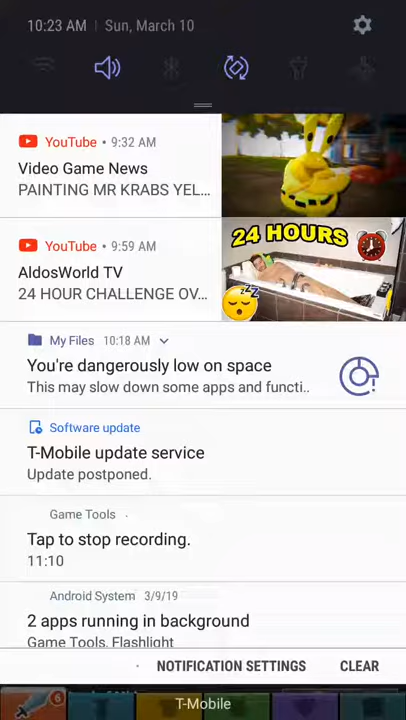 10:23 AM | Sun, March 10
YouTube • 9:32 AM
Video Game News
PAINTING MR KRABS YEL...
YouTube • 9:59 AM
AldosWorld TV
24 HOUR CHALLENGE OV...
24 HOURS
zzZ
My Files 10:18 AM
You're dangerously low on space
This may slow down some apps and functi..
Software update
T-Mobile update service
Update postponed.
Game Tools
Tap to stop recording.
11:10
Android System 3/9/19
2 apps running in background
Game Tools, Flashlight
NOTIFICATION SETTINGS CLEAR
6
T-Mobile